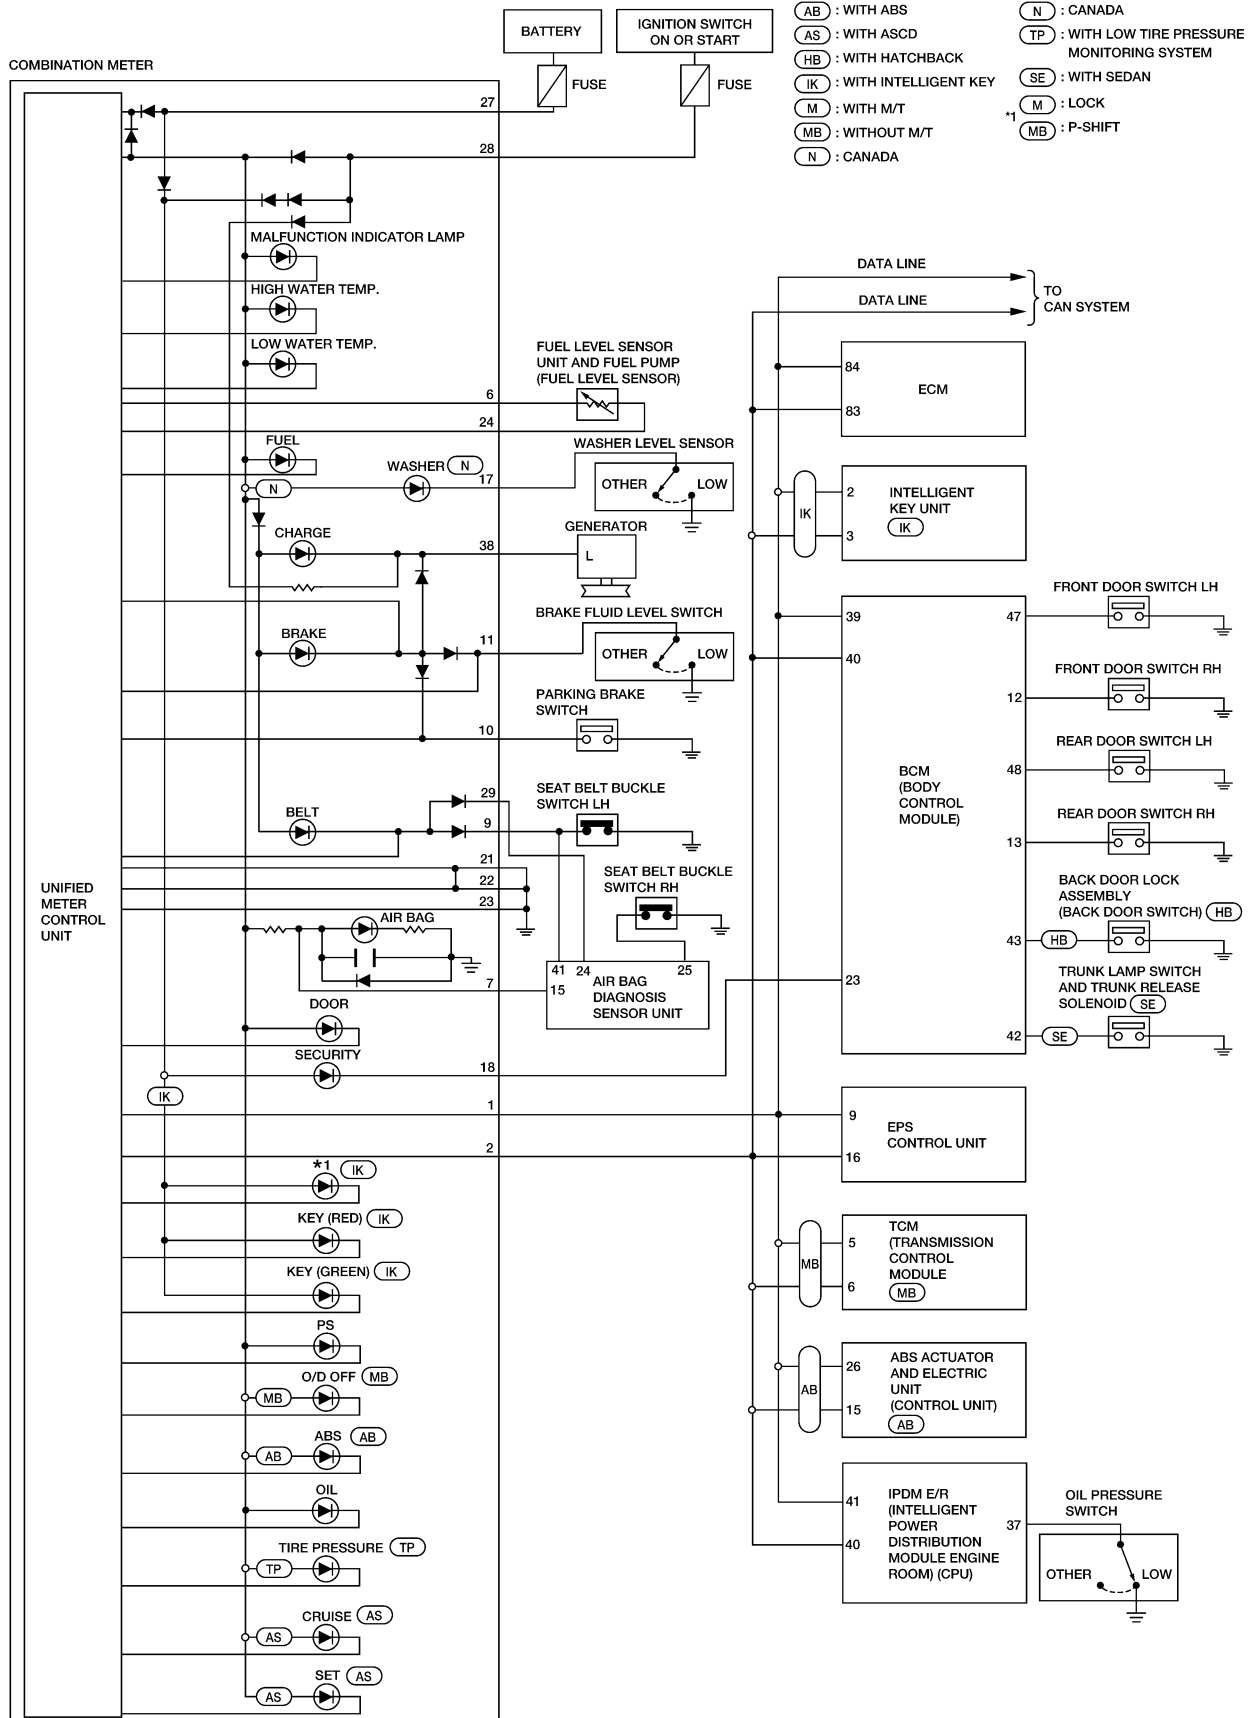 BATTERY
IGNITION SWITCH
ON OR START
FUSE
FUSE
AB : WITH ABS
AS : WITH ASCD
HB : WITH HATCHBACK
IK : WITH INTELLIGENT KEY
M : WITH M/T
MB : WITHOUT M/T
N : CANADA
N : CANADA
TP : WITH LOW TIRE PRESSURE
MONITORING SYSTEM
SE : WITH SEDAN
*1
M : LOCK
MB : P-SHIFT
COMBINATION METER
27
28
MALFUNCTION INDICATOR LAMP
HIGH WATER TEMP.
LOW WATER TEMP.
6
24
FUEL LEVEL SENSOR
UNIT AND FUEL PUMP
(FUEL LEVEL SENSOR)
FUEL
N
WASHER N
17
WASHER LEVEL SENSOR
OTHER LOW
CHARGE
38
GENERATOR
L
BRAKE
11
BRAKE FLUID LEVEL SWITCH
OTHER LOW
10
PARKING BRAKE
SWITCH
BELT
29
9
SEAT BELT BUCKLE
SWITCH LH
21
22
23
SEAT BELT BUCKLE
SWITCH RH
UNIFIED
METER
CONTROL
UNIT
AIR BAG
7
41 24 25
15
AIR BAG
DIAGNOSIS
SENSOR UNIT
DOOR
SECURITY
18
IK
1
2
*1 IK
KEY (RED) IK
KEY (GREEN) IK
PS
O/D OFF MB
MB
ABS AB
AB
OIL
TIRE PRESSURE TP
TP
CRUISE AS
AS
SET AS
AS
DATA LINE
DATA LINE
TO
CAN SYSTEM
84
83
ECM
IK
2
3
INTELLIGENT
KEY UNIT
IK
39
40
23
BCM
(BODY
CONTROL
MODULE)
47
12
48
13
43
42
FRONT DOOR SWITCH LH
FRONT DOOR SWITCH RH
REAR DOOR SWITCH LH
REAR DOOR SWITCH RH
BACK DOOR LOCK
ASSEMBLY
(BACK DOOR SWITCH) HB
HB
TRUNK LAMP SWITCH
AND TRUNK RELEASE
SOLENOID SE
SE
9
16
EPS
CONTROL UNIT
MB
5
6
TCM
(TRANSMISSION
CONTROL
MODULE
MB
AB
26
15
ABS ACTUATOR
AND ELECTRIC
UNIT
(CONTROL UNIT)
AB
41
40
IPDM E/R
(INTELLIGENT
POWER
DISTRIBUTION
MODULE ENGINE
ROOM) (CPU)
37
OIL PRESSURE
SWITCH
OTHER LOW